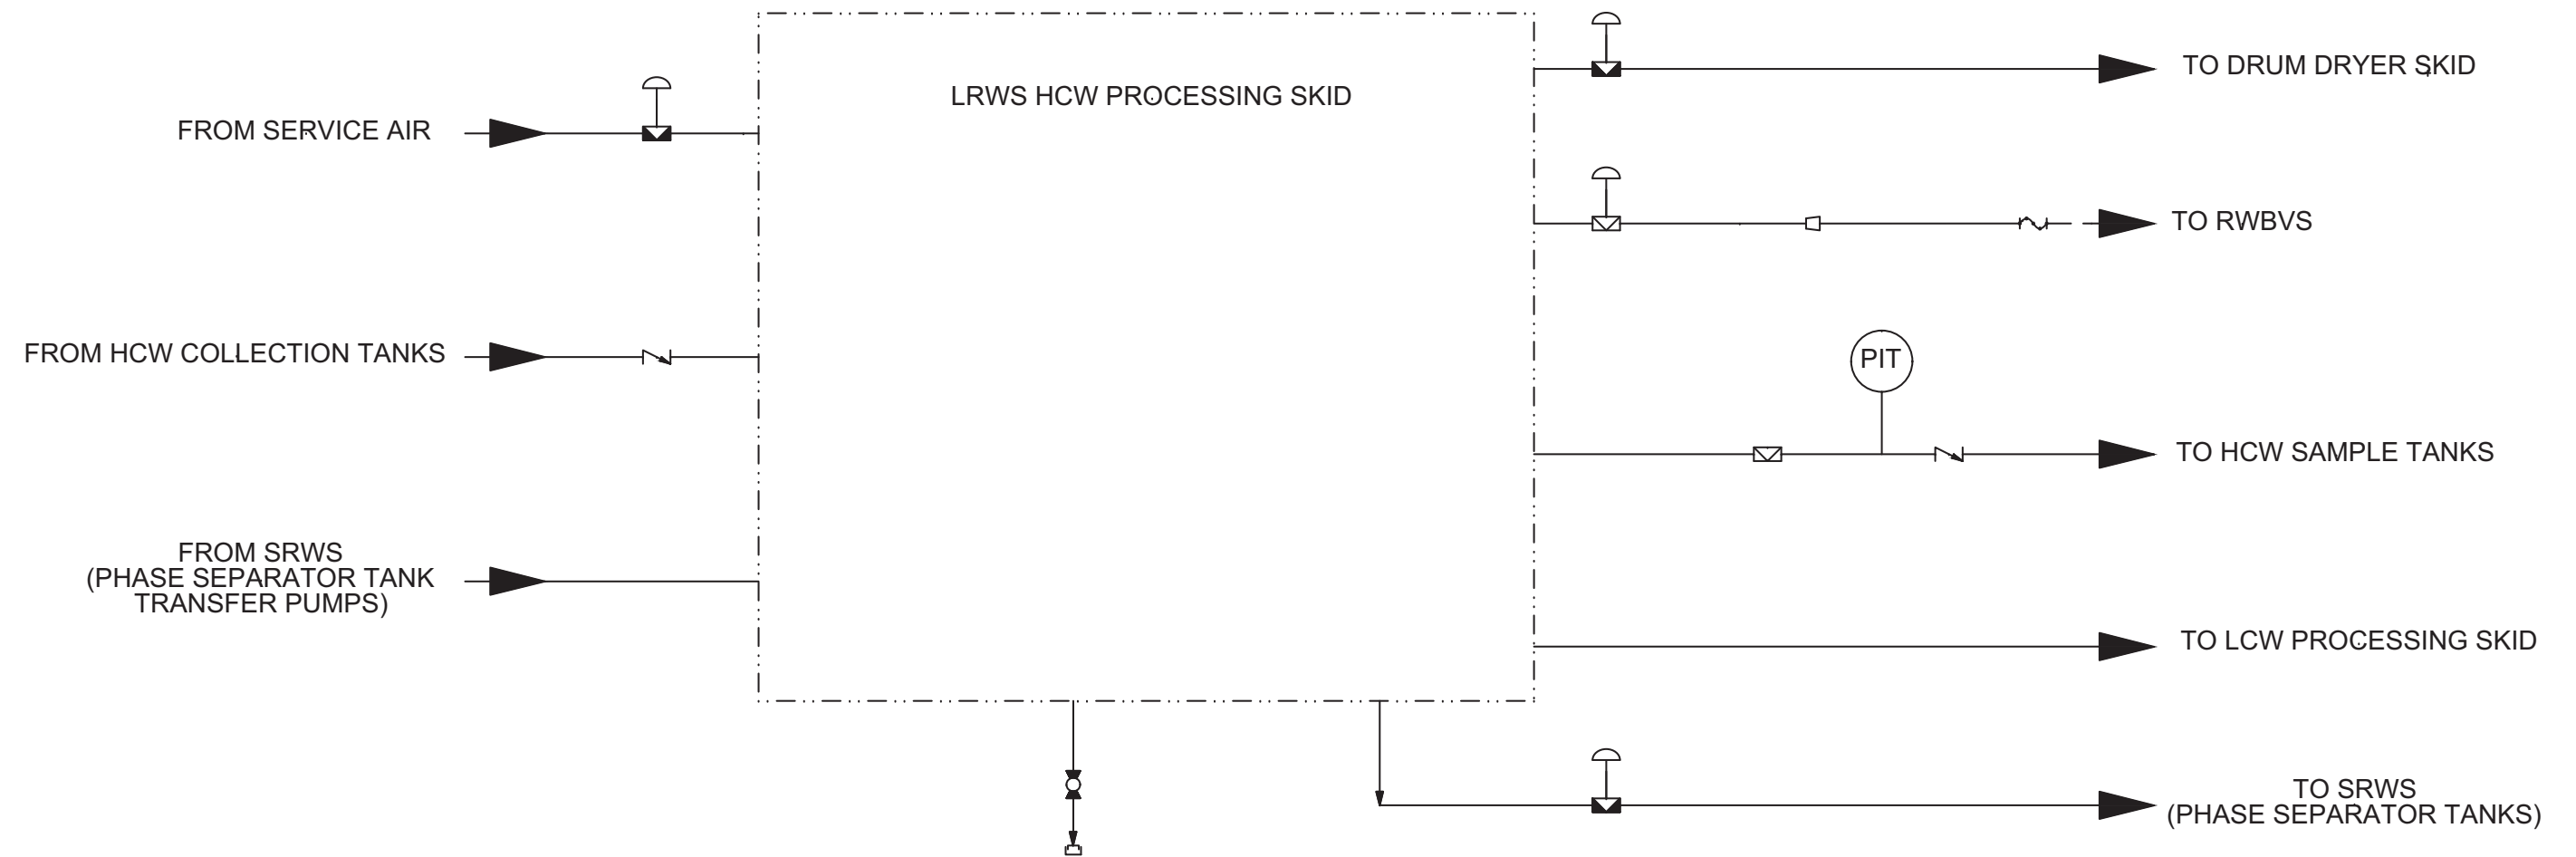 LRWS HCW PROCESSING SKID
FROM SERVICE AIR
FROM HCW COLLECTION TANKS
FROM SRWS
(PHASE SEPARATOR TANK
TRANSFER PUMPS)
TO DRUM DRYER SKID
TO RWBVS
PIT
TO HCW SAMPLE TANKS
TO LCW PROCESSING SKID
TO SRWS
(PHASE SEPARATOR TANKS)